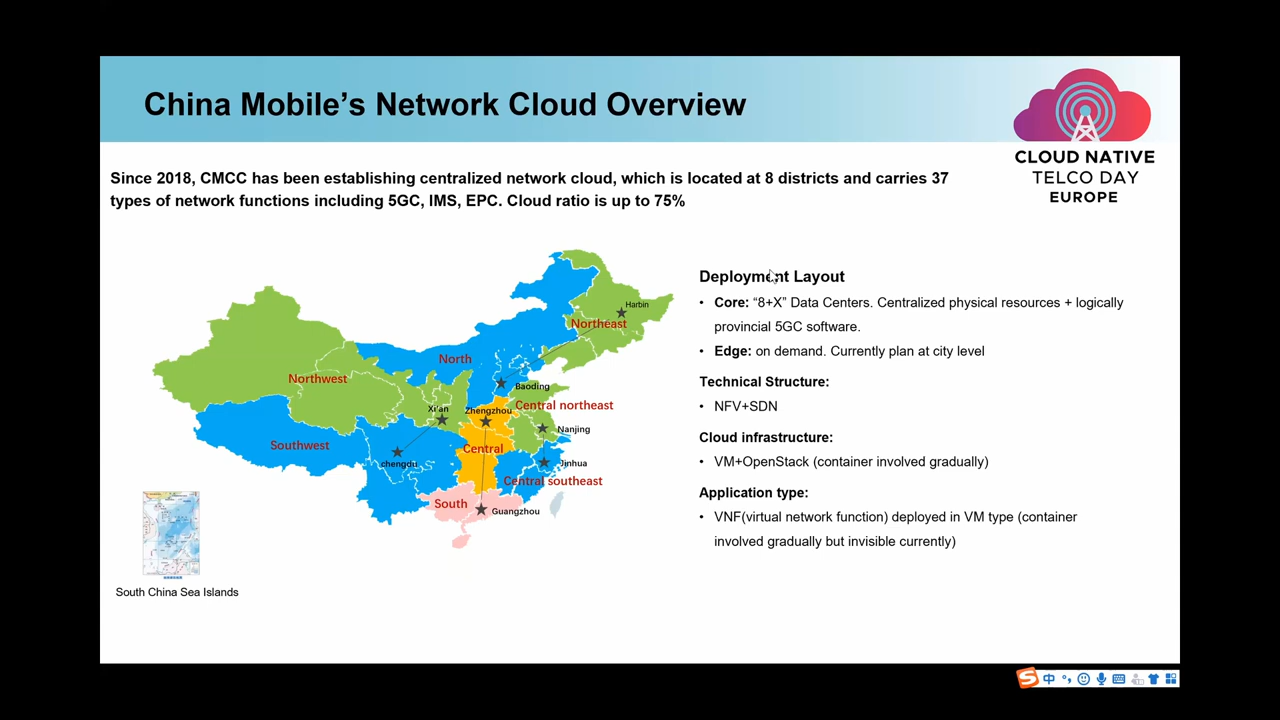 China Mobile’s Network Cloud Overview
CLOUD NATIVE
TELCO DAY
EUROPE
Since 2018, CMCC has been establishing centralized network cloud, which is located at 8 districts and carries 37
types of network functions including 5GC, IMS, EPC. Cloud ratio is up to 75%
Harbin
Northeast
North
Northwest
Baoding
Central northeast
Xi'an
Zhengzhou
Nanjing
Southwest
Central
chengdu
Jinhua
Central southeast
South
Guangzhou
South China Sea Islands
Deployment Layout
• Core: “8+X” Data Centers. Centralized physical resources + logically
provincial 5GC software.
• Edge: on demand. Currently plan at city level
Technical Structure:
• NFV+SDN
Cloud infrastructure:
• VM+OpenStack (container involved gradually)
Application type:
• VNF(virtual network function) deployed in VM type (container
involved gradually but invisible currently)
S 中